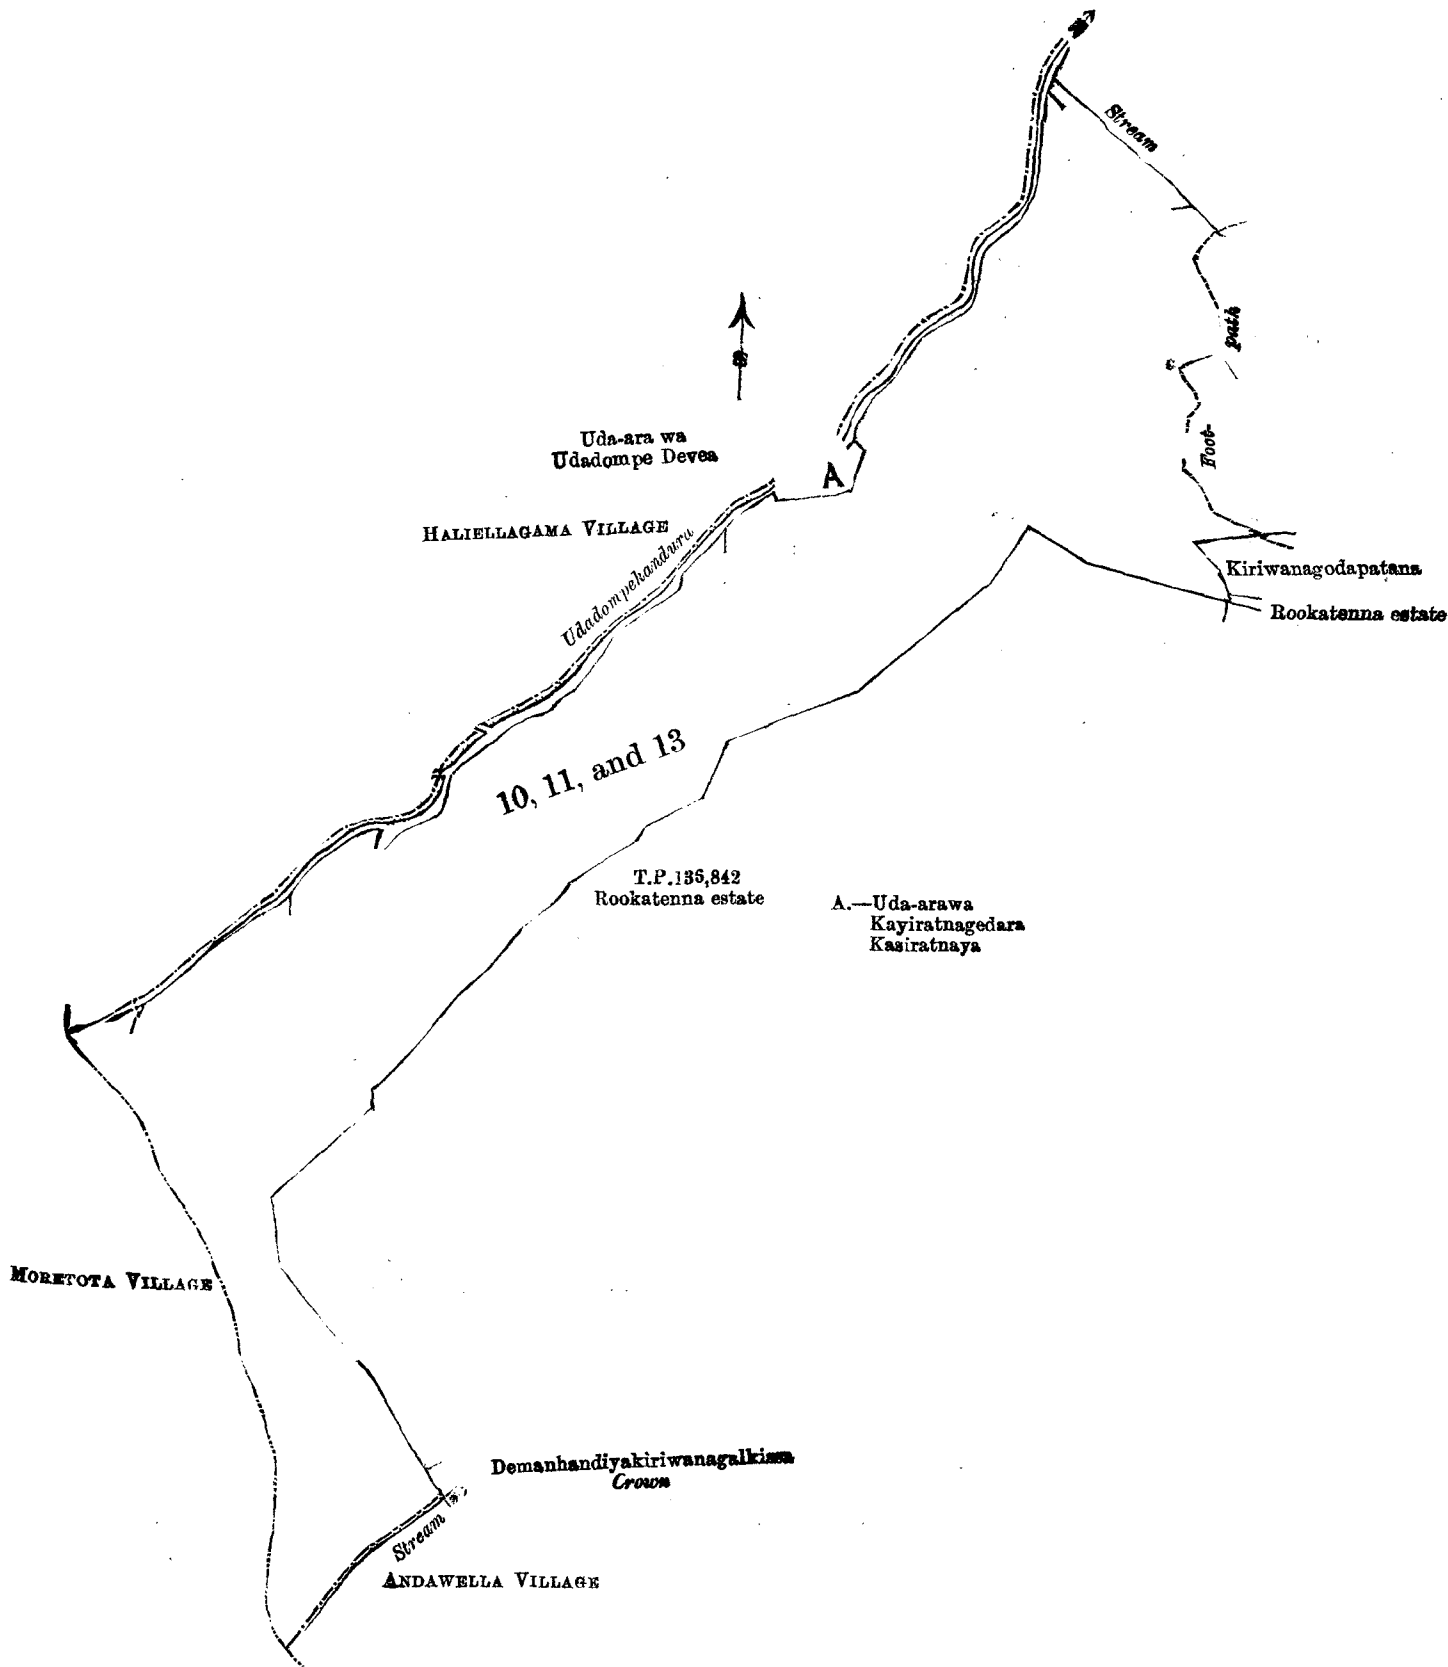 Stream
path
Uda-ara wa
Udadompe Devea
A
Foot-
HALIELLAGAMA VILLAGE
Udadompekandura
Kiriwanagodapatana
Rookatenna estate
10, 11, and 13
T.P.136,842
Rookatenna estate
A.—Uda-arawa
Kayiratnagedara
Kasiratnaya
MORETOTA VILLAGE
Demanhandiyakiriwanagalkissa
Crown
Stream
ANDAWELLA VILLAGE